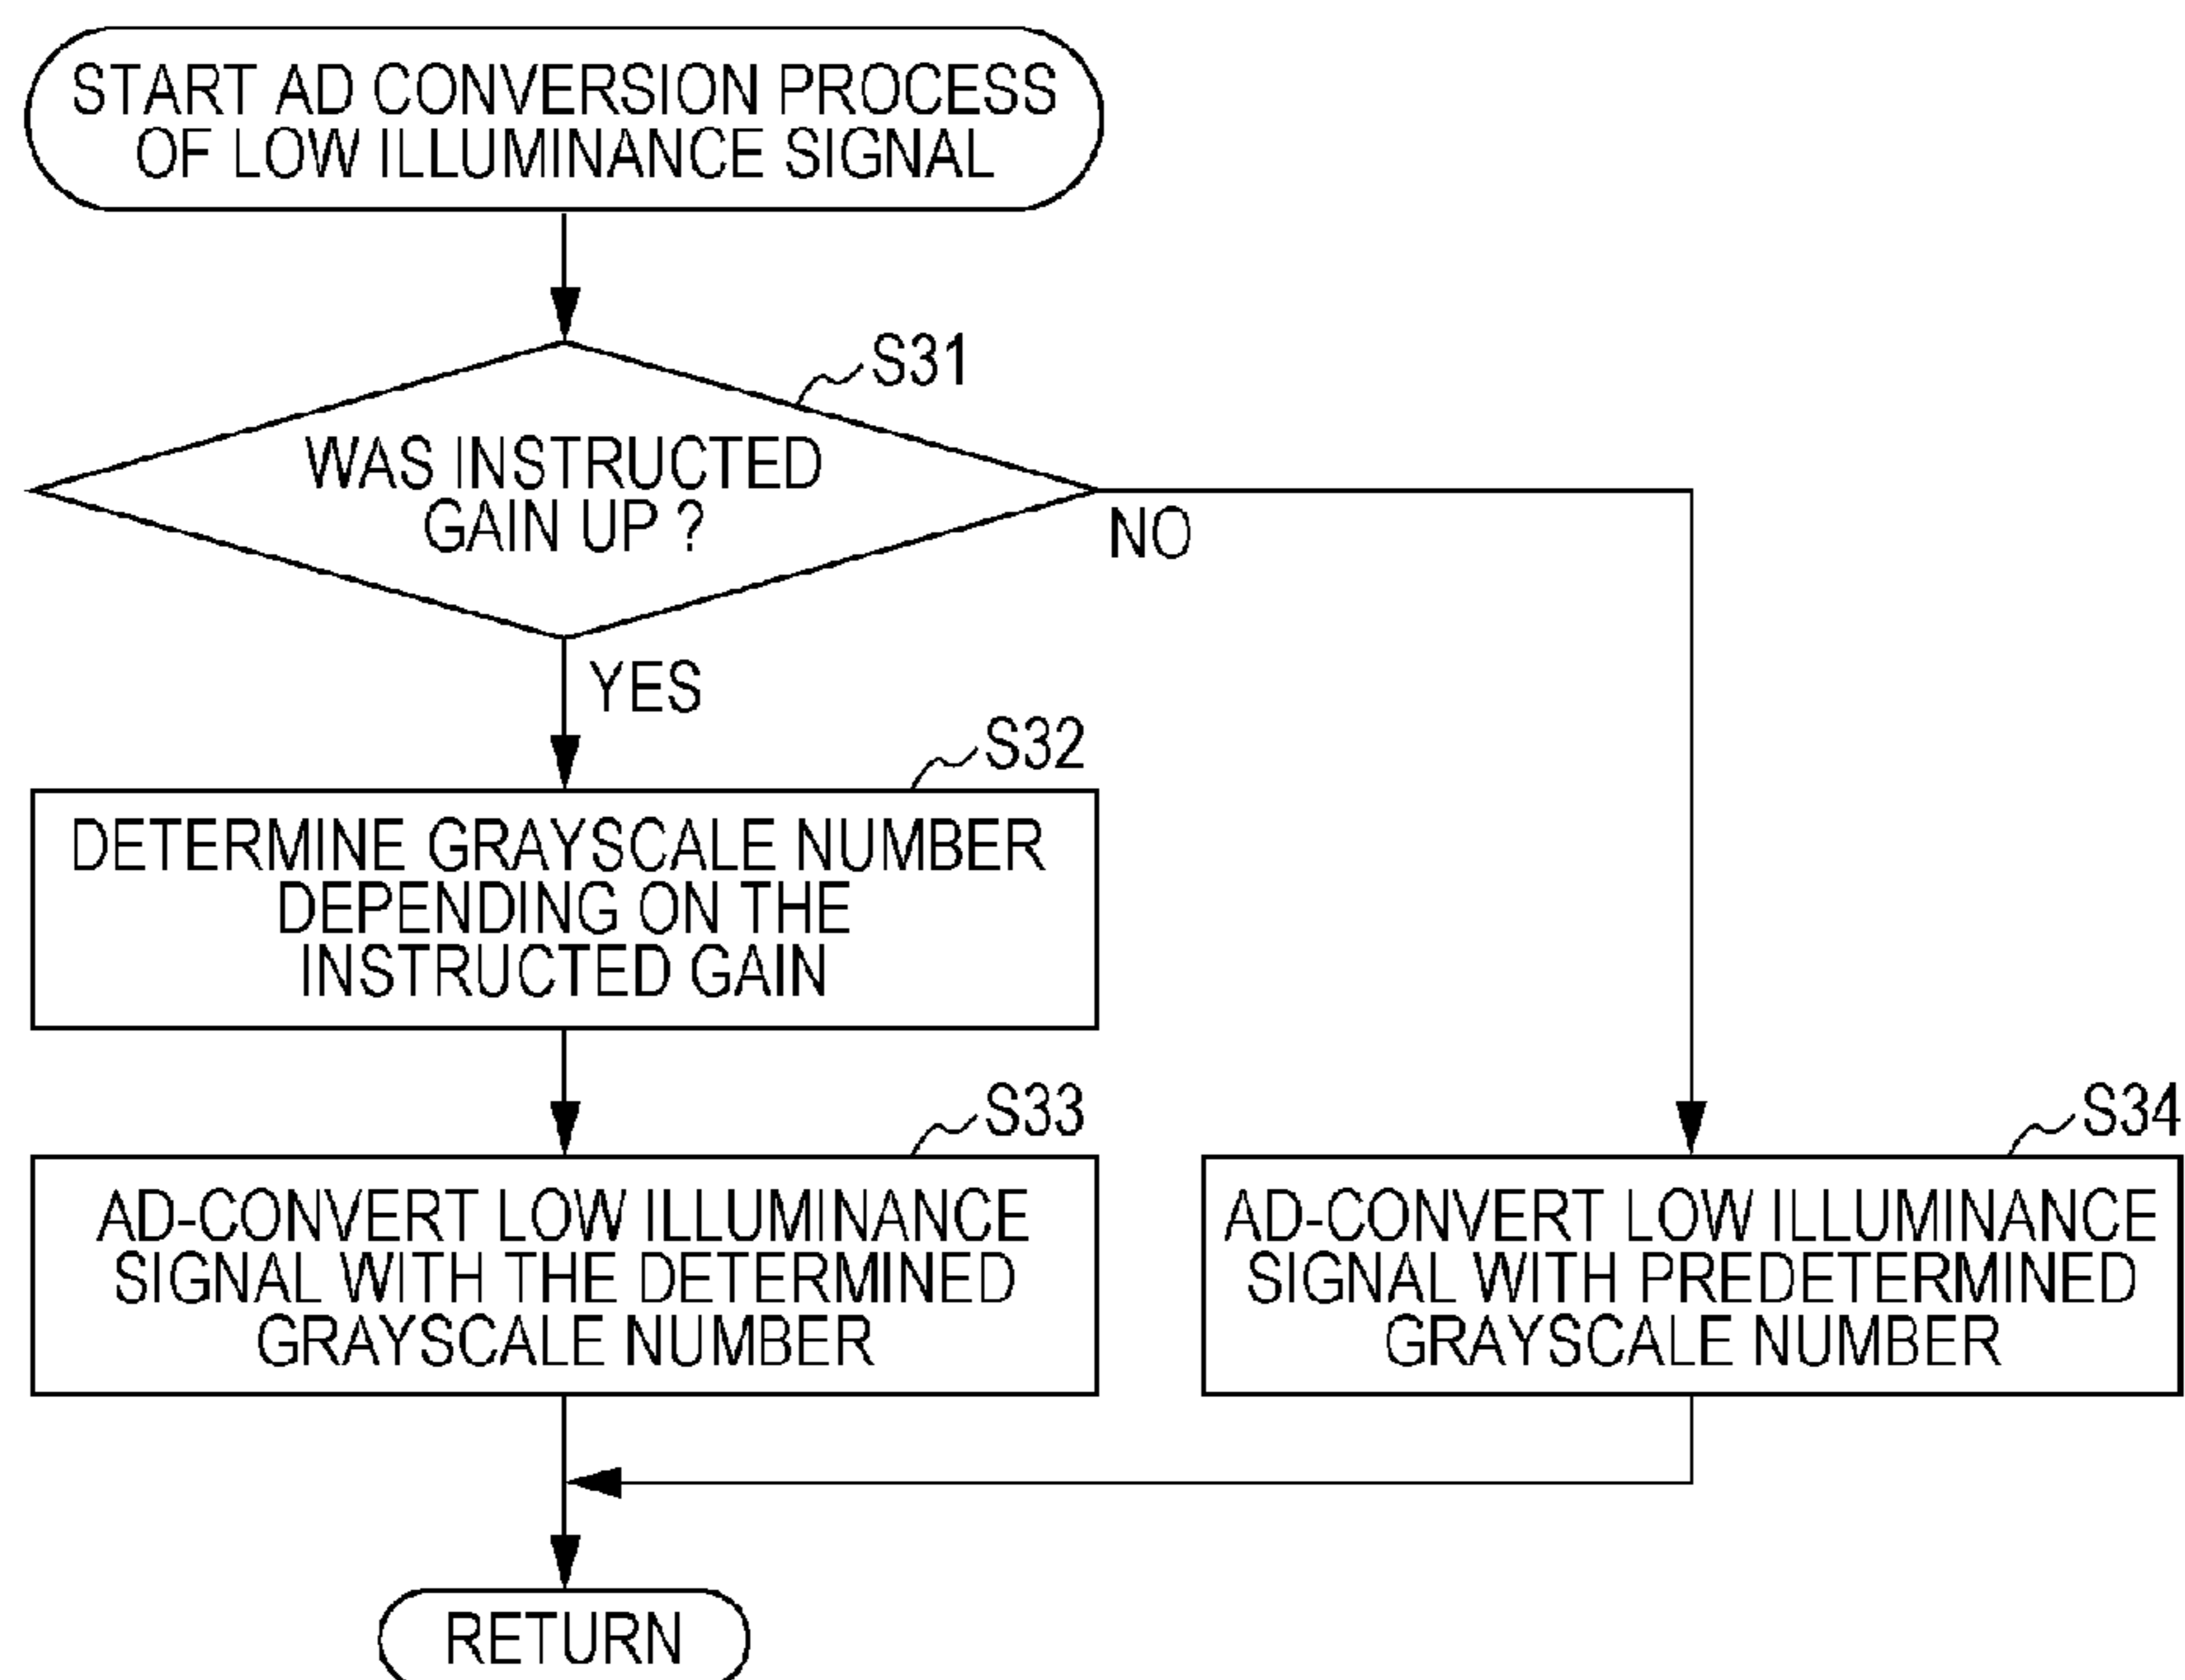 START AD CONVERSION PROCESS
OF LOW ILLUMINANCE SIGNAL
S31
WAS INSTRUCTED
GAIN UP ?
NO
YES
S32
DETERMINE GRAYSCALE NUMBER
DEPENDING ON THE
INSTRUCTED GAIN
S33
AD-CONVERT LOW ILLUMINANCE
SIGNAL WITH THE DETERMINED
GRAYSCALE NUMBER
S34
AD-CONVERT LOW ILLUMINANCE
SIGNAL WITH PREDETERMINED
GRAYSCALE NUMBER
RETURN